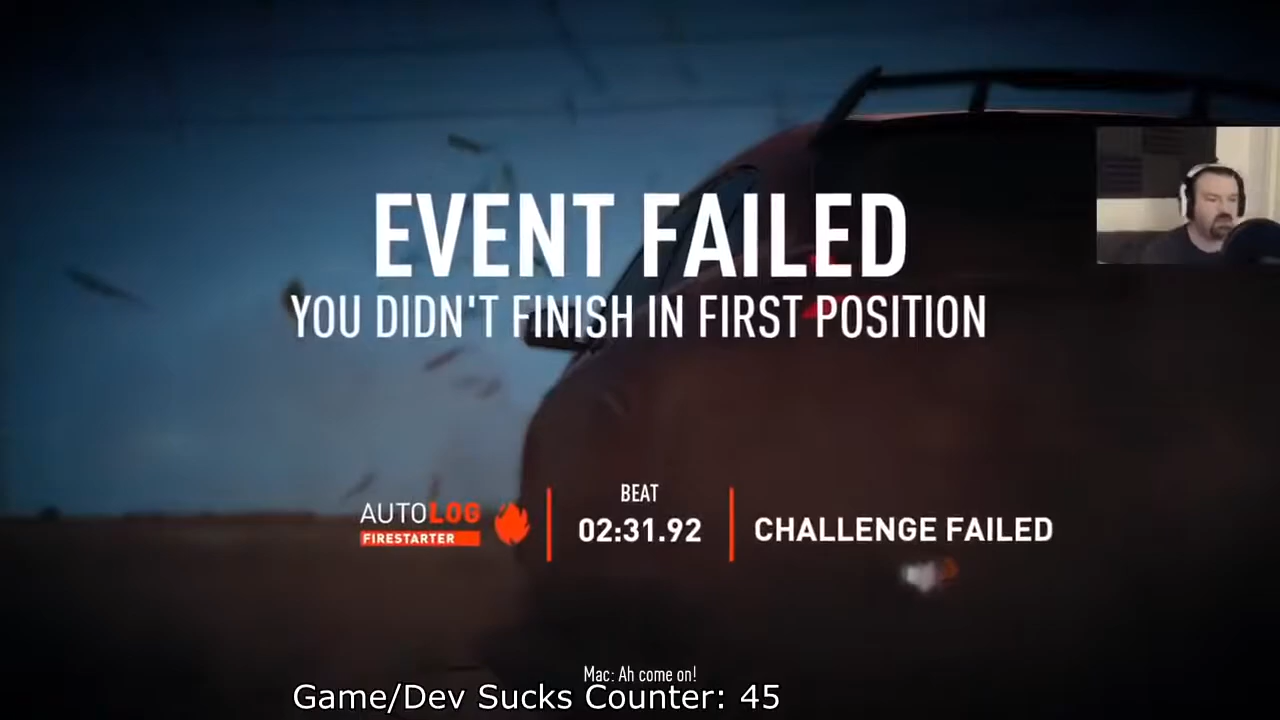 EVENT FAILED
YOU DIDN'T FINISH IN FIRST POSITION
AUTOLOG
FIRESTARTER
BEAT
02:31.92
CHALLENGE FAILED
Mac: Ah come on!
Game/Dev Sucks Counter: 45